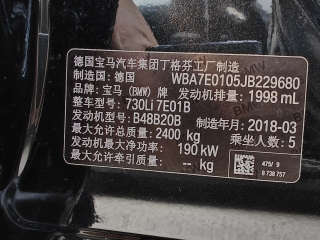 德国宝马汽车集团丁格芬工厂制造
制造国：德国 WBA7E0105JB229680
品牌：宝马（BMW）牌 发动机排量：1998 mL
整车型号：730Li 7E01B
发动机型号：B48B20B 制造年月：2018-03
最大允许总质量：2400 kg 乘坐人数：5
发动机最大净功率：190 kW
最大允许牵引质量：-- kg
475/ 9
8 738757